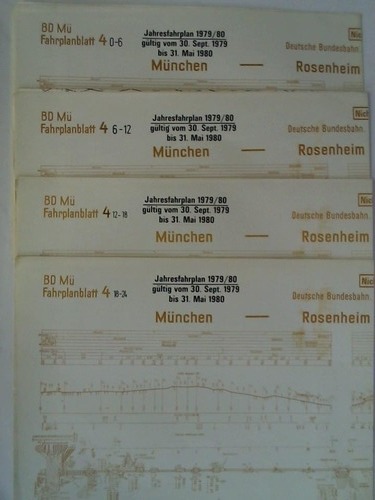 BD Mü
Fahrplanblatt 4 0-6
Jahresfahrplan 1979/80
gültig vom 30. Sept. 1979
bis 31. Mai 1980
Deutsche Bundesbahn
München — Rosenheim
BD Mü
Fahrplanblatt 4 6-12
Jahresfahrplan 1979/80
gültig vom 30. Sept. 1979
bis 31. Mai 1980
Deutsche Bundesbahn.
München — Rosenheim
BD Mü
Fahrplanblatt 4 12-18
Jahresfahrplan 1979/80
gültig vom 30. Sept. 1979
bis 31. Mai 1980
Deutsche Bundesbahn.
München — Rosenheim
BD Mü
Fahrplanblatt 4 18-24
Jahresfahrplan 1979/80
gültig vom 30. Sept. 1979
bis 31. Mai 1980
Deutsche Bundesbahn.
München — Rosenheim